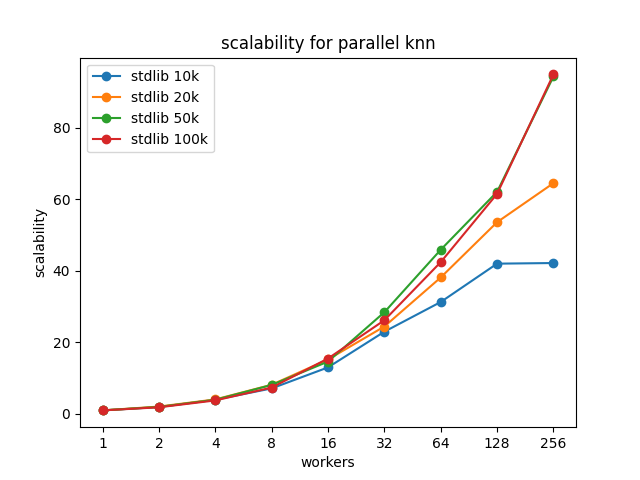 scalability for parallel knn
stdlib 10k
stdlib 20k
stdlib 50k
stdlib 100k
scalability
80
60
40
20
0
1 2 4 8 16 32 64 128 256
workers